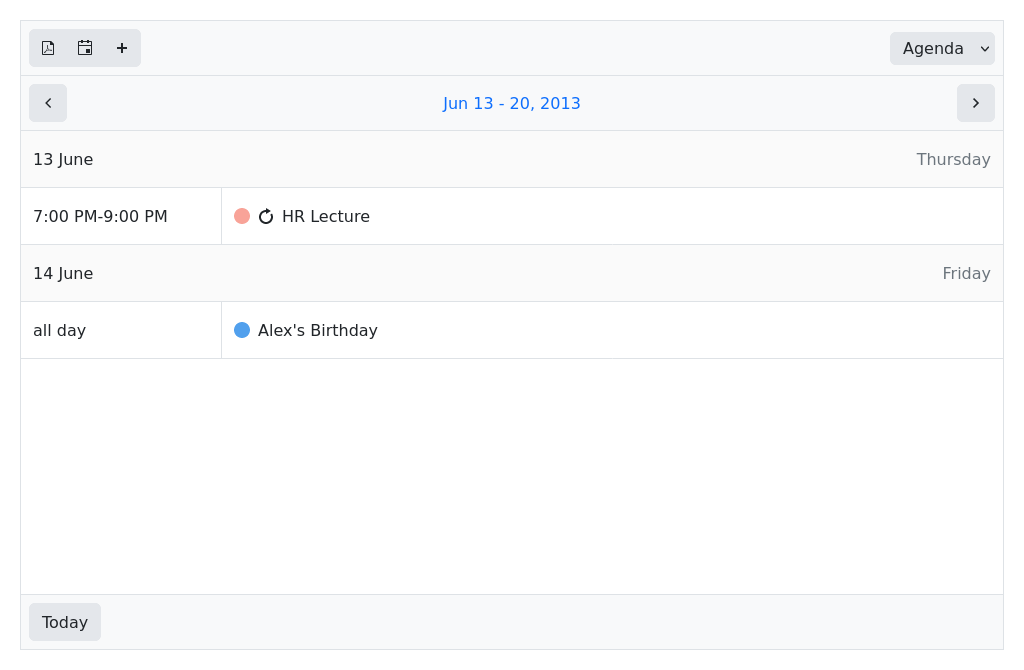 Agenda
Jun 13 - 20, 2013
13 June Thursday
7:00 PM-9:00 PM HR Lecture
14 June Friday
all day Alex's Birthday
Today